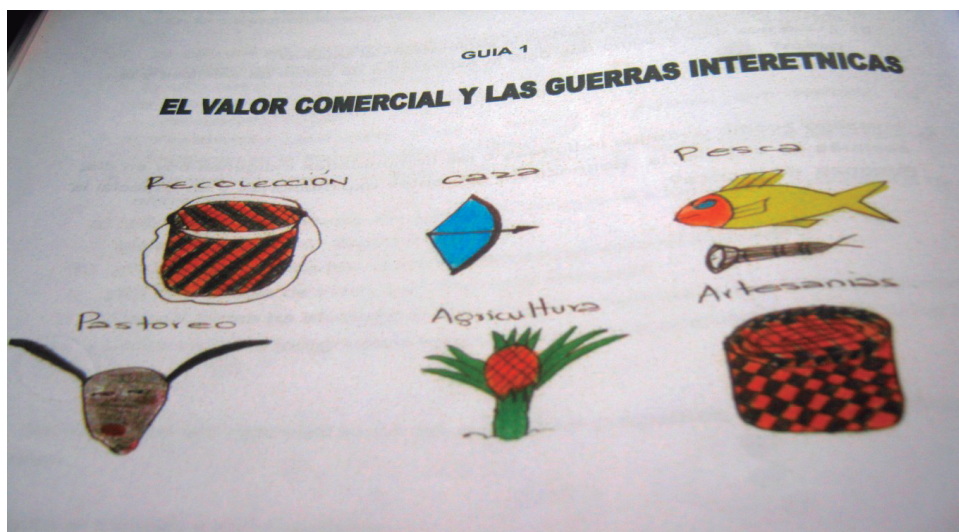 GUIA 1
EL VALOR COMERCIAL Y LAS GUERRAS INTERETNICAS
Recolección caza Pesca
Pastoreo Agricultura Artesanias